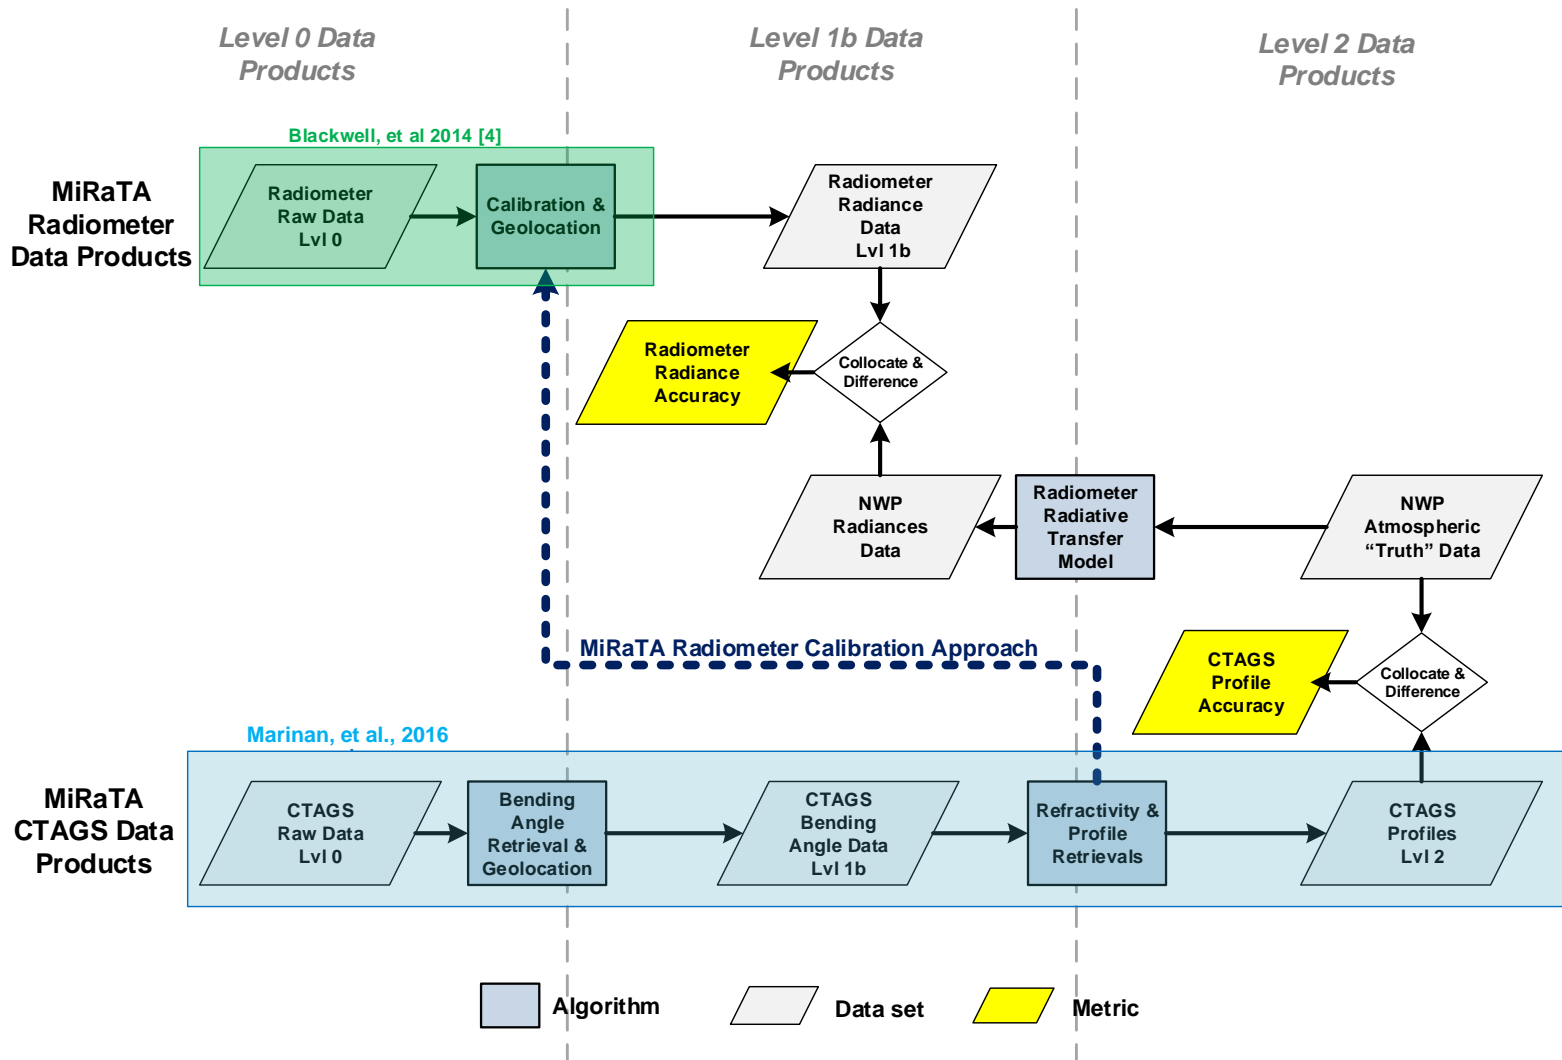 Level 0 Data
Products
Level 1b Data
Products
Level 2 Data
Products
Blackwell, et al 2014 [4]
MiRaTA
Radiometer
Data Products
Radiometer
Raw Data
Lvl 0
Calibration &
Geolocation
Radiometer
Radiance
Data
Lvl 1b
Radiometer
Radiance
Accuracy
Collocate &
Difference
NWP
Radiances
Data
Radiometer
Radiative
Transfer
Model
NWP
Atmospheric
“Truth” Data
MiRaTA Radiometer Calibration Approach
CTAGS
Profile
Accuracy
Collocate &
Difference
Marinan, et al., 2016
MiRaTA
CTAGS Data
Products
CTAGS
Raw Data
Lvl 0
Bending
Angle
Retrieval &
Geolocation
CTAGS
Bending
Angle Data
Lvl 1b
Refractivity &
Profile
Retrievals
CTAGS
Profiles
Lvl 2
Algorithm
Data set
Metric